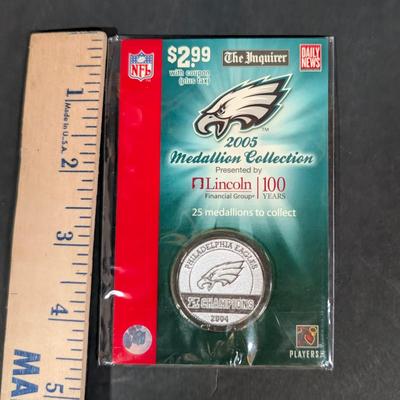 NFL
$2.99
with coupon
(plus tax)
The Inquirer
DAILY
NEWS
TM
2005
Medallion Collection
Presented by
Lincoln
Financial Group®
100
YEARS
25 medallions to collect
PHILADELPHIA EAGLES
CHAMPIONS
2004
PLAYERS
1
2
3
4
5
Made in U.S.A.
MA